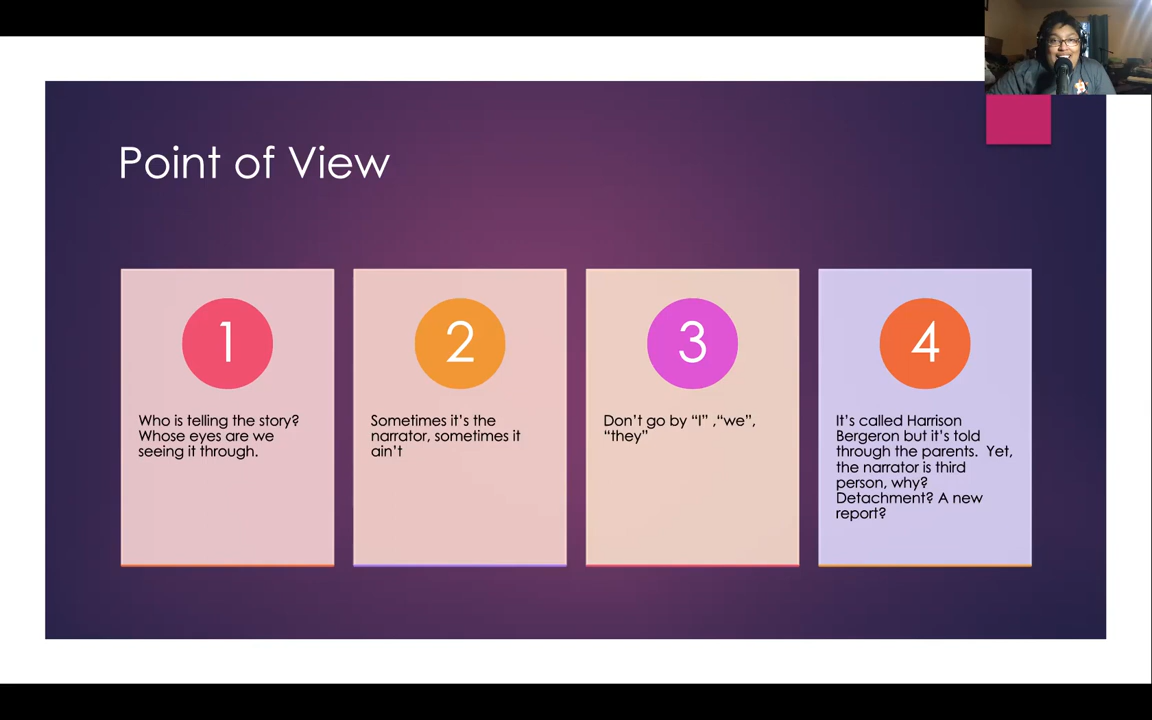 Point of View
1
Who is telling the story?
Whose eyes are we
seeing it through.
2
Sometimes it's the
narrator, sometimes it
ain't
3
Don't go by “I” ,“we”,
“they”
4
It's called Harrison
Bergeron but it's told
through the parents.  Yet,
the narrator is third
person, why?
Detachment? A new
report?